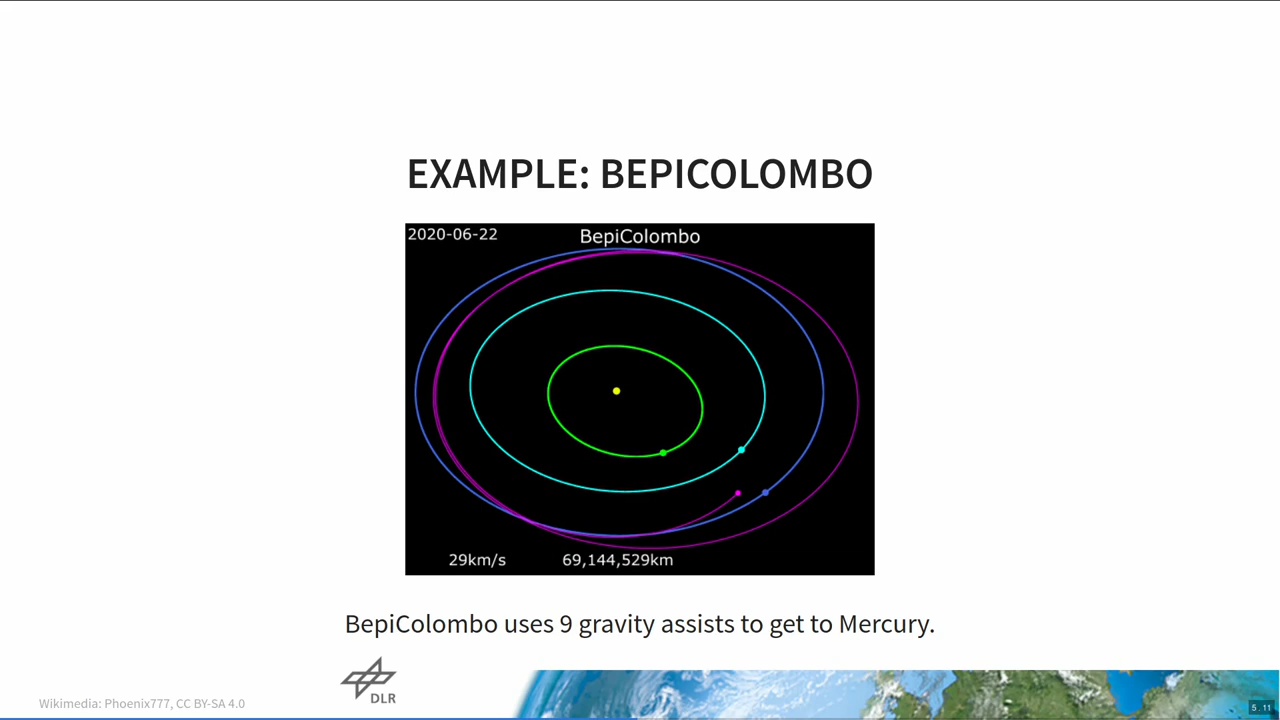 EXAMPLE: BEPICOLOMBO
2020-06-22
BepiColombo
29km/s
69,144,529km
BepiColombo uses 9 gravity assists to get to Mercury.
DLR
Wikimedia: Phoenix777, CC BY-SA 4.0
5 . 11